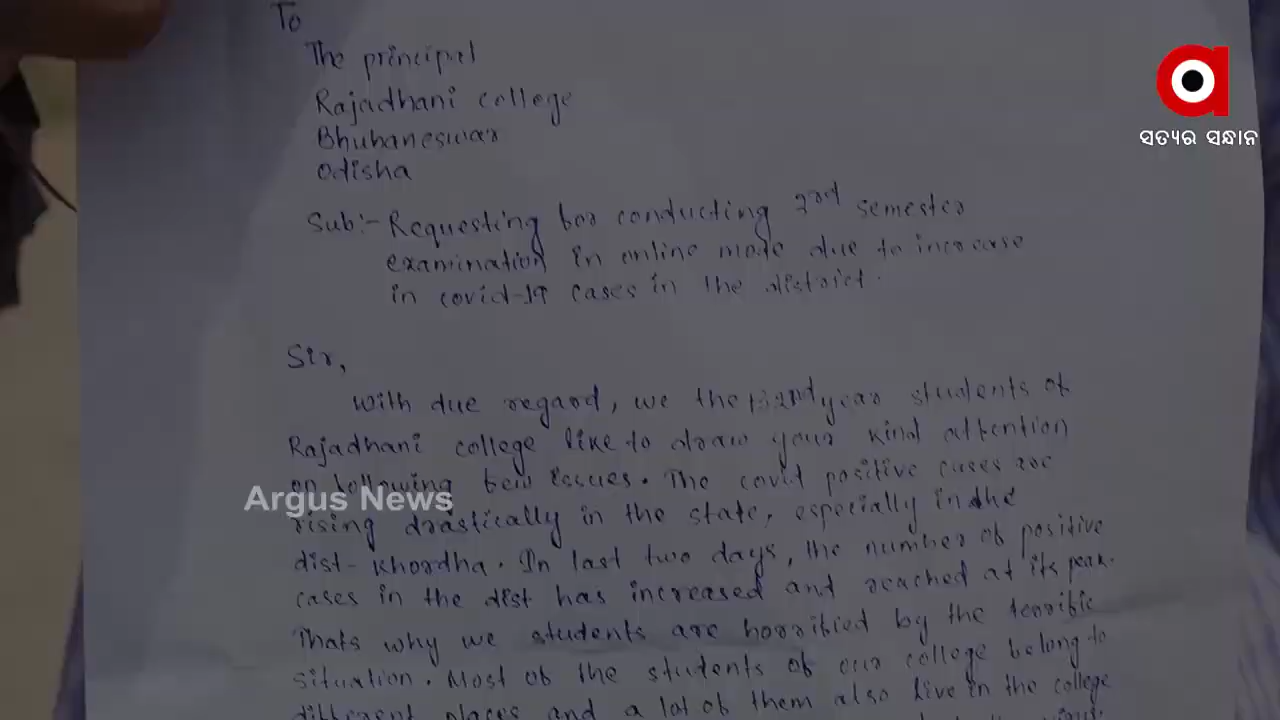 To
The principal
Rajadhani college
Bhubaneswar
Odisha
Sub:- Requesting for conducting 3rd semester
examination in online mode due to increase
in covid-19 cases in the district.
Sir,
With due regard, we the 2nd year students of
Rajadhani college like to draw your kind attention
on following few issues. The covid positive cases are
rising drastically in the state, especially in the
dist- Khordha. In last two days, the number of positive
cases in the dist has increased and reached at its peak.
Thats why we students are horrified by the terrific
situation. Most of the students of our college belong to
different places and a lot of them also live in the college
Argus News
ସତ୍ୟର ସନ୍ଧାନ